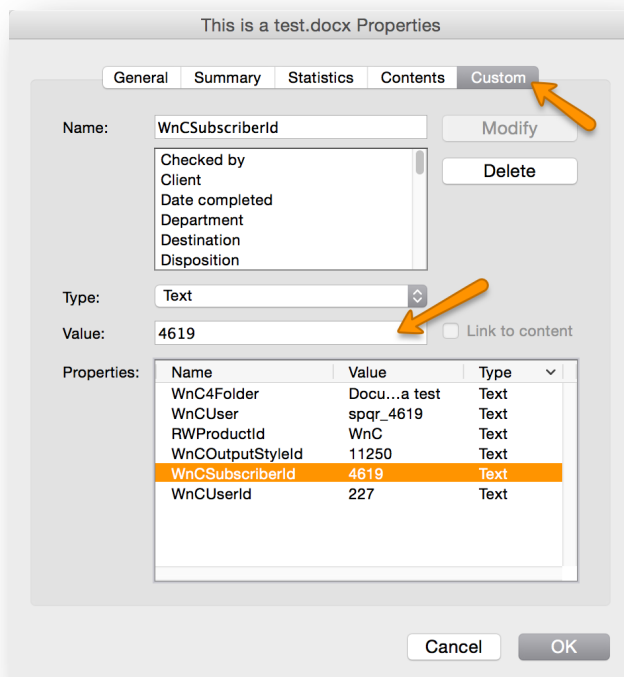 This is a test.docx Properties
General Summary Statistics Contents Custom
Name: WnCSubscriberId Modify
Checked by Delete
Client
Date completed
Department
Destination
Disposition
Type: Text
Value: 4619 Link to content
Properties: Name Value Type
WnC4Folder Docu...a test Text
WnCUser spqr_4619 Text
RWProductId WnC Text
WnCOutputStyleId 11250 Text
WnCSubscriberId 4619 Text
WnCUserId 227 Text
Cancel OK